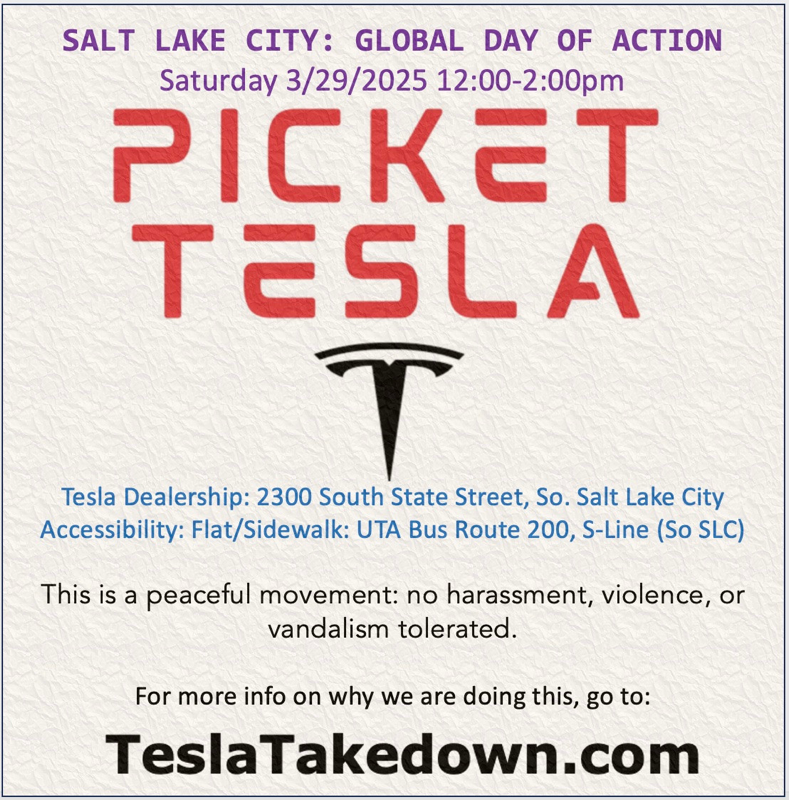 SALT LAKE CITY: GLOBAL DAY OF ACTION
Saturday 3/29/2025 12:00-2:00pm
PICKET
TESLA
Tesla Dealership: 2300 South State Street, So. Salt Lake City
Accessibility: Flat/Sidewalk: UTA Bus Route 200, S-Line (So SLC)
This is a peaceful movement: no harassment, violence, or
vandalism tolerated.
For more info on why we are doing this, go to:
TeslaTakedown.com